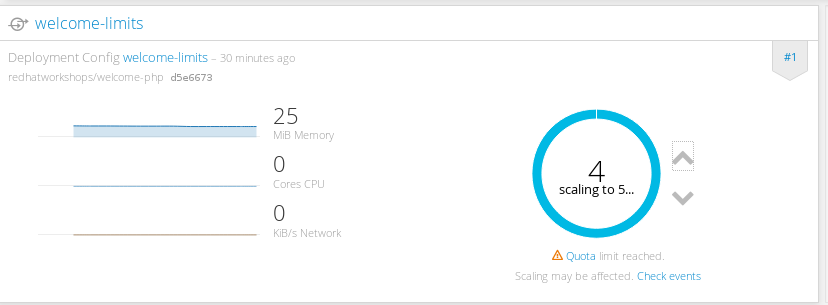 welcome-limits
Deployment Config welcome-limits – 30 minutes ago
#1
redhatworkshops/welcome-php d5e6673
25
MiB Memory
0
Cores CPU
0
KiB/s Network
4
scaling to 5...
Quota limit reached.
Scaling may be affected. Check events